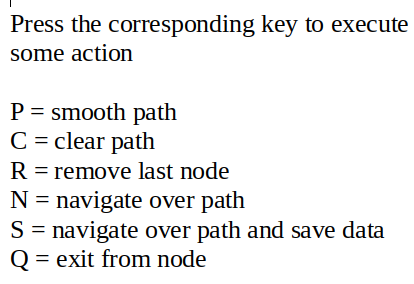 Press the corresponding key to execute
some action
P = smooth path
C = clear path
R = remove last node
N = navigate over path
S = navigate over path and save data
Q = exit from node